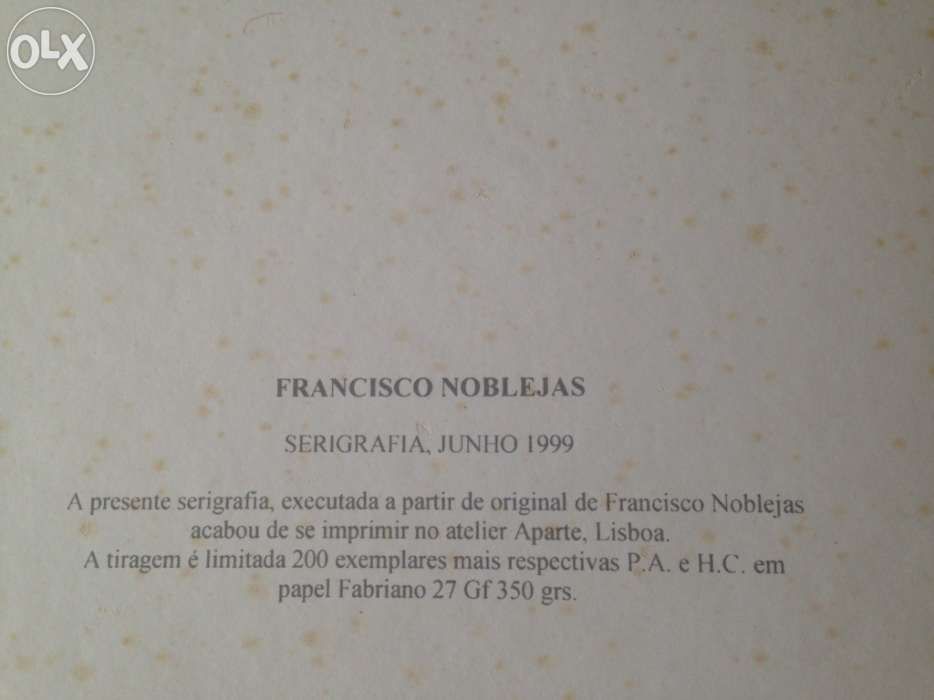 OLX
FRANCISCO NOBLEJAS
SERIGRAFIA, JUNHO 1999
A presente serigrafia, executada a partir de original de Francisco Noblejas
acabou de se imprimir no atelier Aparte, Lisboa.
A tiragem é limitada 200 exemplares mais respectivas P.A. e H.C. em
papel Fabriano 27 Gf 350 grs.